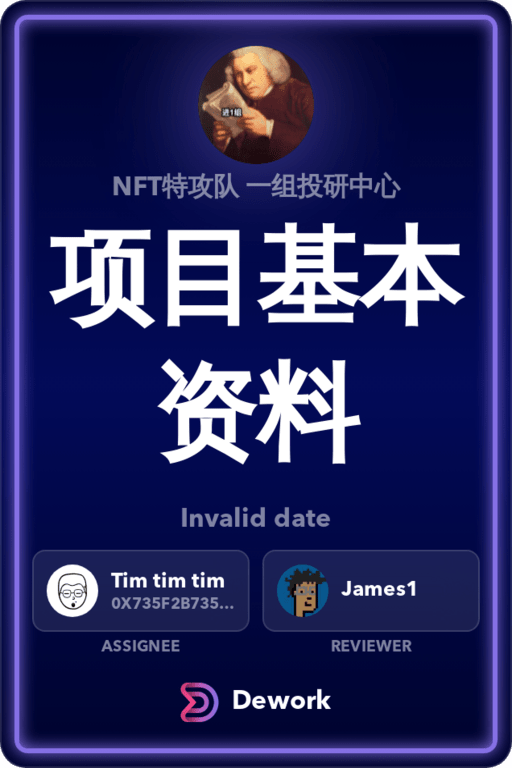 进1组
NFT特攻队 一组投研中心
项目基本
资料
Invalid date
Tim tim tim
0X735F2B735...
ASSIGNEE
James1
REVIEWER
Dework